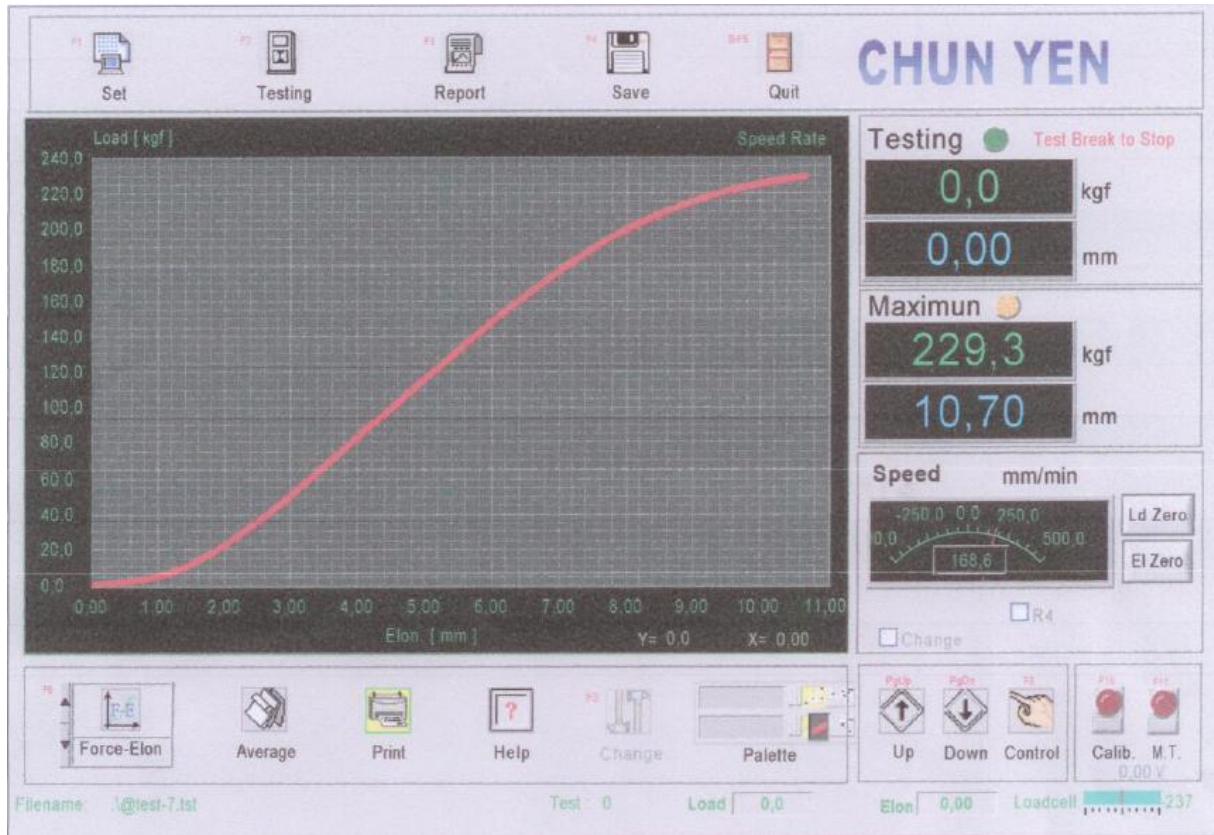 F1 F2 F3 F4
Set Testing Report Save Quit
CHUN YEN
Load [ kgf ] Speed Rate
240,0
220,0
200,0
180,0
160,0
140,0
120,0
100,0
80,0
60,0
40,0
20,0
0,0
0,00 1,00 2,00 3,00 4,00 5,00 6,00 7,00 8,00 9,00 10,00 11,00
Elon. [ mm ] Y= 0,0 X= 0,00
Testing Test Break to Stop
0,0 kgf
0,00 mm
Maximun
229,3 kgf
10,70 mm
Speed mm/min
-250,0 0,0 250,0
500,0
168,6
Ld Zero
El Zero
R4
Change
F-E
Force-Elon Average Print Help Change Palette
?
PgUp PgDn
Up Down Control Calib. M.T.
0,00 V
Filename: .\@test-7.tst Test : 0 Load 0,0 Elon 0,00 Loadcell -237